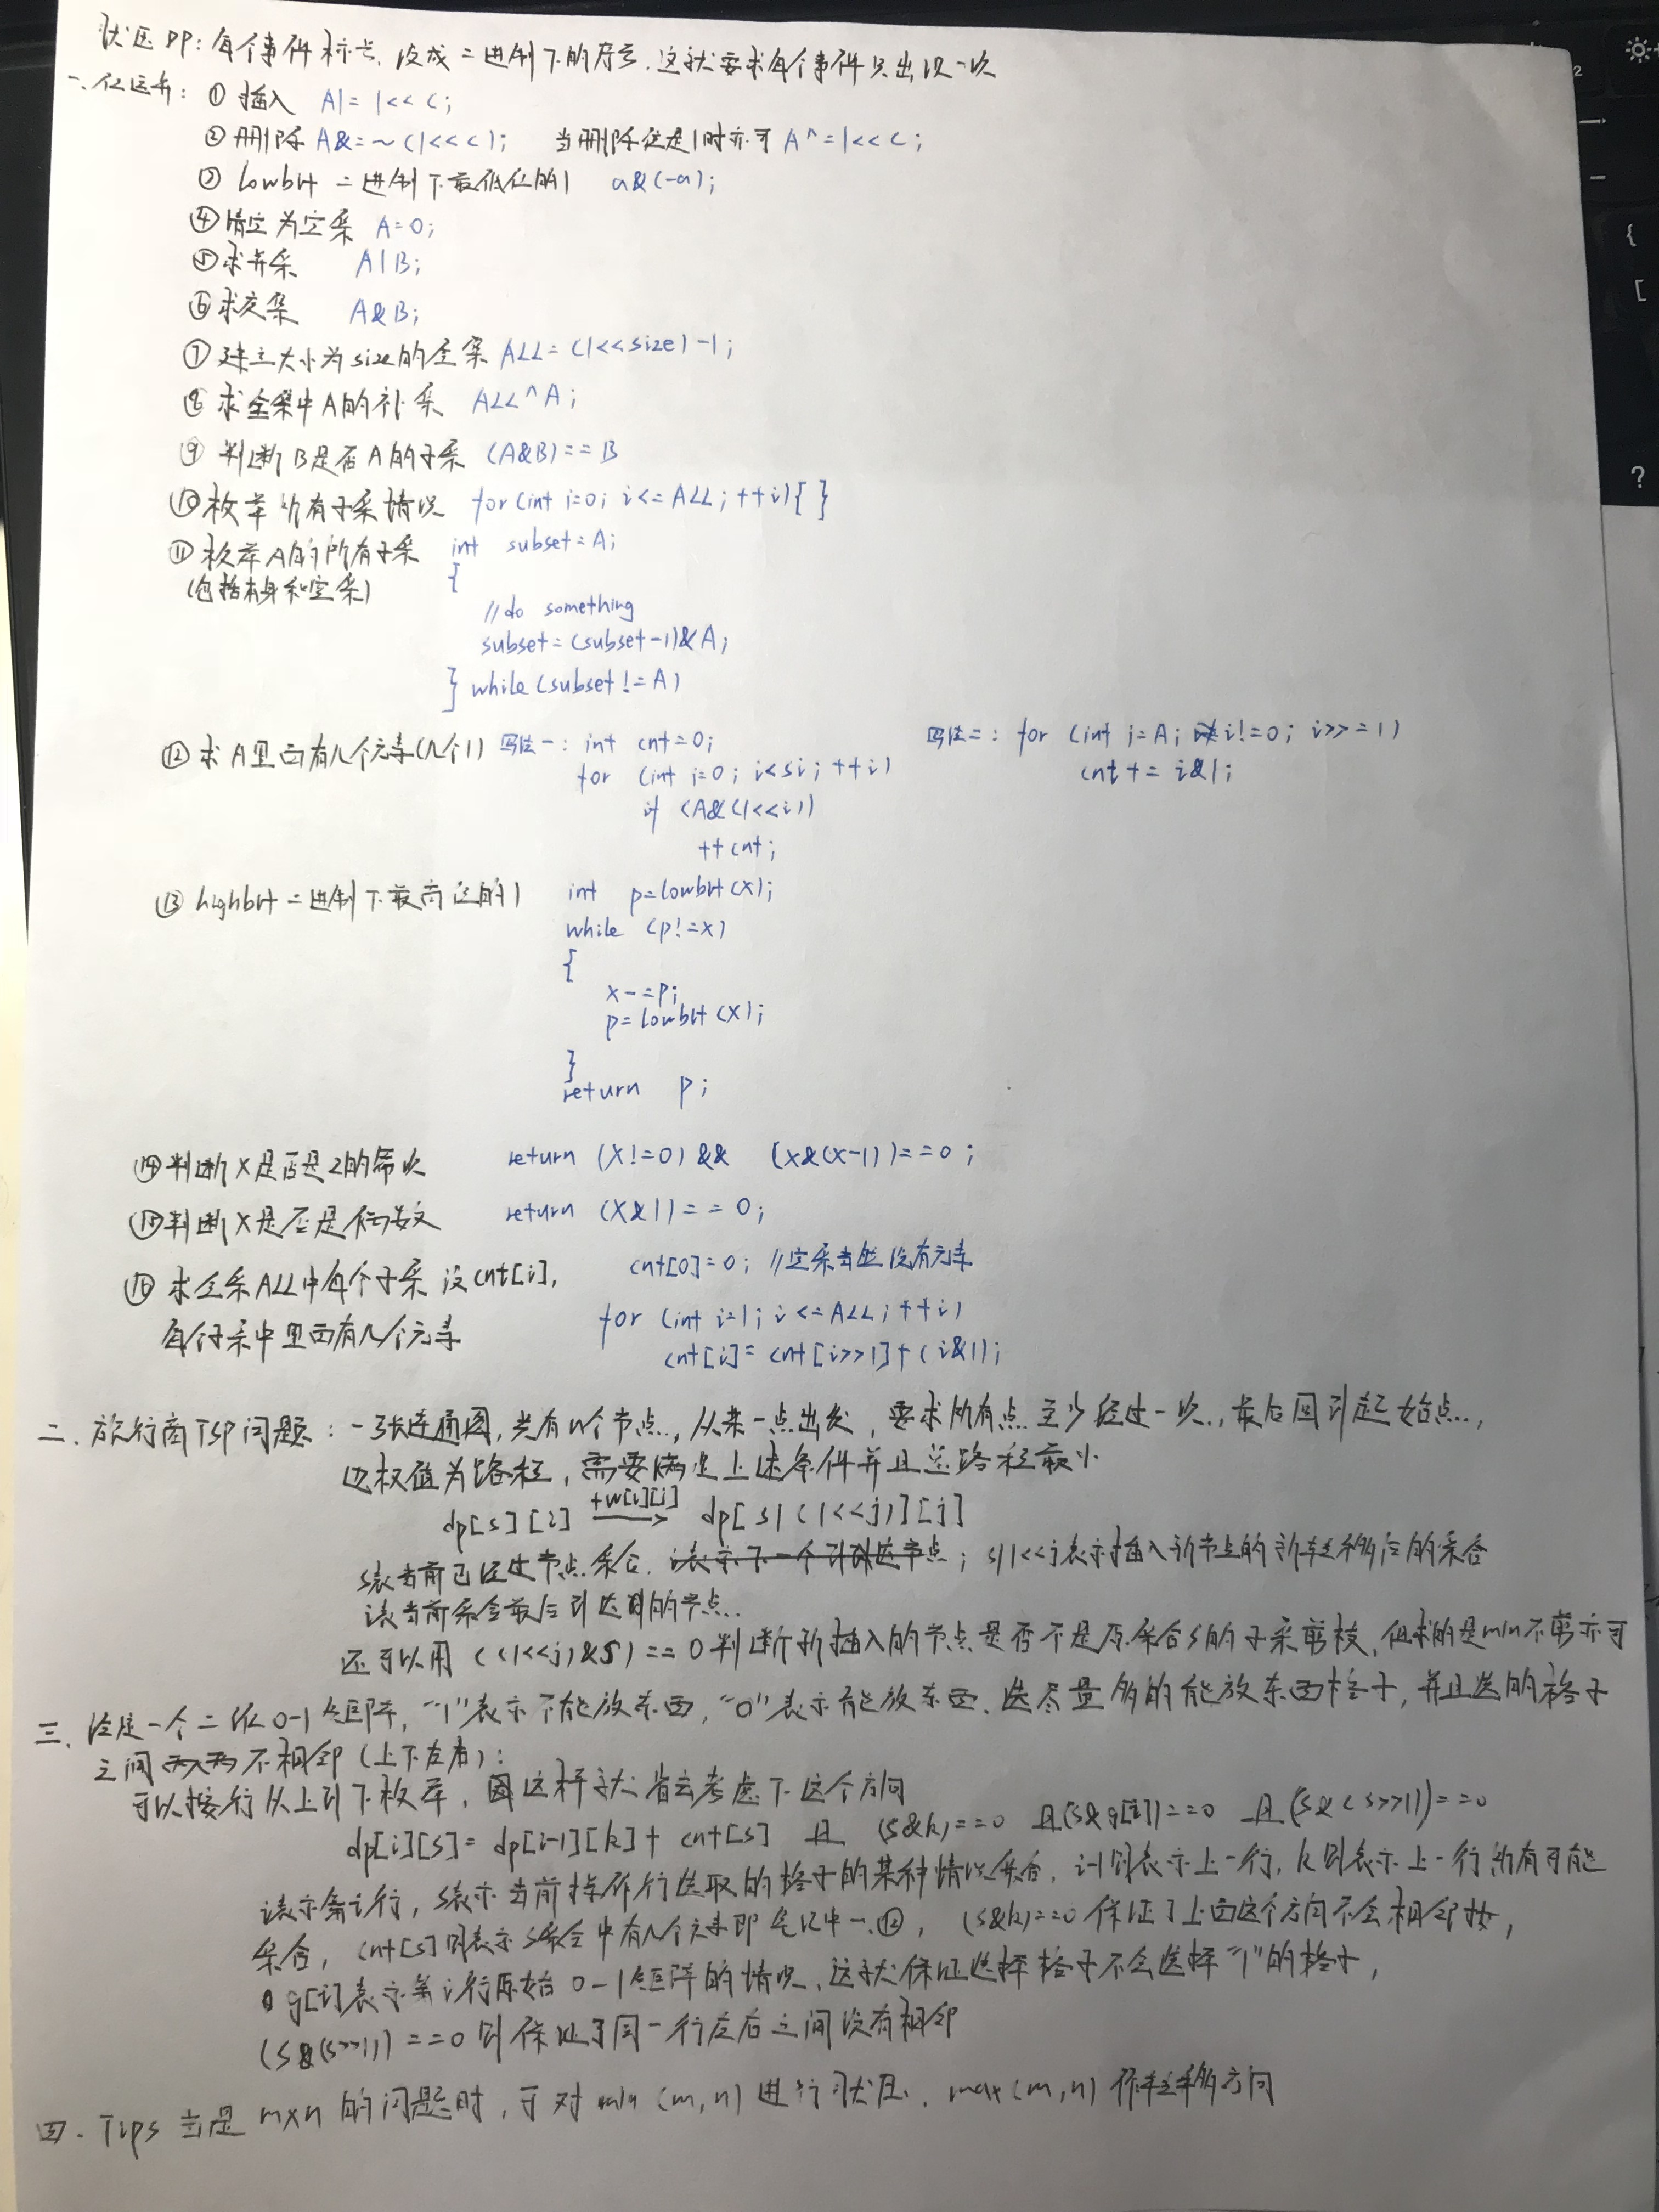 状压DP:每个事件标号,设成二进制下的序号.这就要求每个事件只出现一次
一.位运算:①插入 A|=1<<C;
②删除 A&=~(1<<C); 当删除位是1时亦可 A^=1<<C;
③ lowbit 二进制下最低位的1 a&(-a);
④清空为空集 A=0;
⑤求并集 A|B;
⑥求交集 A&B;
⑦建立大小为size的全集 ALL=(1<<size)-1;
⑧求全集中A的补集 ALL^A;
⑨判断B是否A的子集 (A&B)==B
⑩枚举所有子集情况 for(int i=0; i<=ALL; ++i){ }
⑪枚举A的所有子集 int subset=A;
(包括本身和空集) {
//do something
subset=(subset-1)&A;
} while(subset!=A)
⑫求A里面有几个元素(几个1) 写法一: int cnt=0; 写法二: for (int i=A; i!=0; i>>=1)
for (int i=0; i<si; ++i) cnt += i&1;
if (A&(1<<i))
++cnt;
⑬ highbit 二进制下最高位的1 int p=lowbit(x);
while (p!=x)
{
x-=p;
p=lowbit(x);
}
return p;
⑭判断X是否是2的幂次 return (X!=0) && (x&(x-1))==0;
⑮判断X是否是偶数 return (X&1)==0;
⑯求全集ALL中每个子集 设cnt[i], cnt[0]=0; //空集当然没有元素
每个子集中里面有几个元素 for (int i=1; i<=ALL; ++i)
cnt[i]= cnt[i>>1]+(i&1);
二.旅行商TSP问题:一张连通图,共有n个节点,从某一点出发,要求所有点至少经过一次,最后回到起始点,
边权值为路程,需要满足上述条件并且总路程最小
dp[s][i] +w[i][j]→ dp[s|(1<<j)][j]
s表当前已经过节点集合. i表示下一个到达节点; s|1<<j表示插入新节点的新转移后的集合
i表当前集合最后到达到的节点
还可以用 ((1<<j)&S)==0判断新插入的节点是否不是原集合S的子集剪枝,但求的是min不剪亦可
三.给定一个二维0-1矩阵,"1"表示不能放东西,"0"表示能放东西.选尽量多的能放东西格子,并且选的格子
之间两两不相邻(上下左右):
可以按行从上到下枚举,因这样就省去考虑下这个方向
dp[i][s]= dp[i-1][k]+ cnt[s] 且 (s&k)==0 且(s&g[i])==0 且(s&(s>>1))==0
i表示第i行,s表示当前操作行选取的格子的某种情况集合,i-1则表示上一行,k则表示上一行所有可能
集合,cnt[s]则表示s集合中有几个元素即笔记中一.⑫, (s&k)==0保证了上面这个方向不会相邻,
g[i]表示第i行原始0-1矩阵的情况,这就保证选择格子不会选择"1"的格子,
(s&(s>>1))==0则保证了同一行左右之间没有相邻
四.Tips 当是 m×n 的问题时,可对min(m,n)进行状压,max(m,n)作转移方向